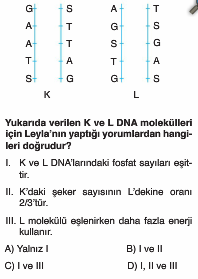 G S A T
A T G S
A T S G
T A T A
S G G S
K L
Yukarıda verilen K ve L DNA molekülleri
için Leyla'nın yaptığı yorumlardan hangi-
leri doğrudur?
I. K ve L DNA'larındaki fosfat sayıları eşit-
tir.
II. K'daki şeker sayısının L'dekine oranı
2/3'tür.
III. L molekülü eşlenirken daha fazla enerji
kullanır.
A) Yalnız I B) I ve II
C) I ve III D) I, II ve III